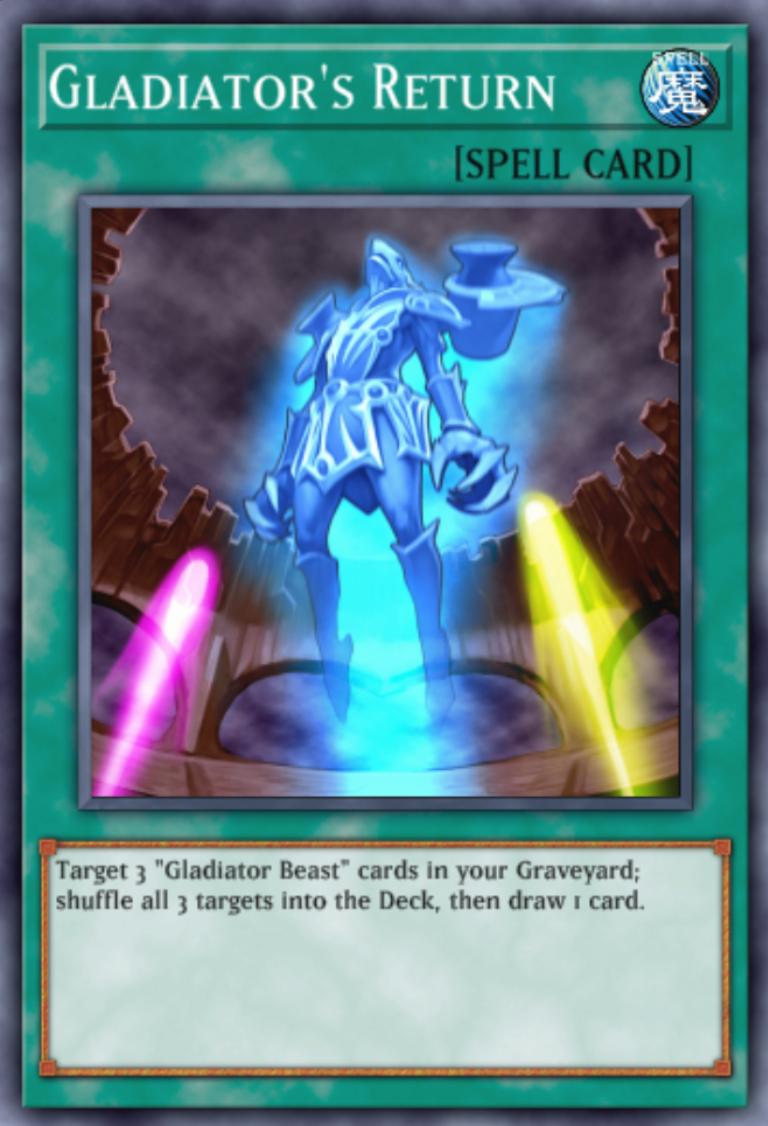 Gladiator's Return
SPELL
魔
[SPELL CARD]
Target 3 "Gladiator Beast" cards in your Graveyard;
shuffle all 3 targets into the Deck, then draw 1 card.